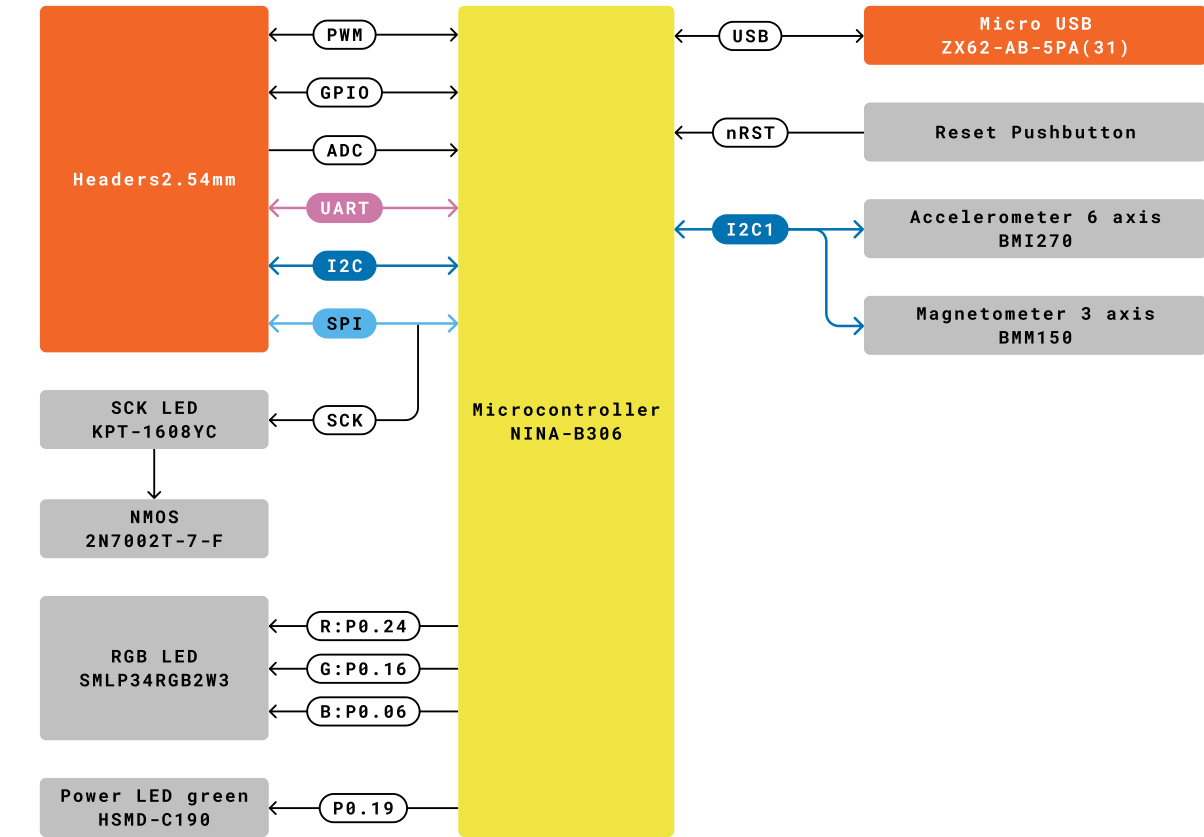 PWM
GPIO
ADC
Headers2.54mm
UART
I2C
SPI
SCK LED
KPT-1608YC
SCK
NMOS
2N7002T-7-F
RGB LED
SMLP34RGB2W3
R:P0.24
G:P0.16
B:P0.06
Power LED green
HSMD-C190
P0.19
Microcontroller
NINA-B306
USB
Micro USB
ZX62-AB-5PA(31)
nRST
Reset Pushbutton
I2C1
Accelerometer 6 axis
BMI270
Magnetometer 3 axis
BMM150